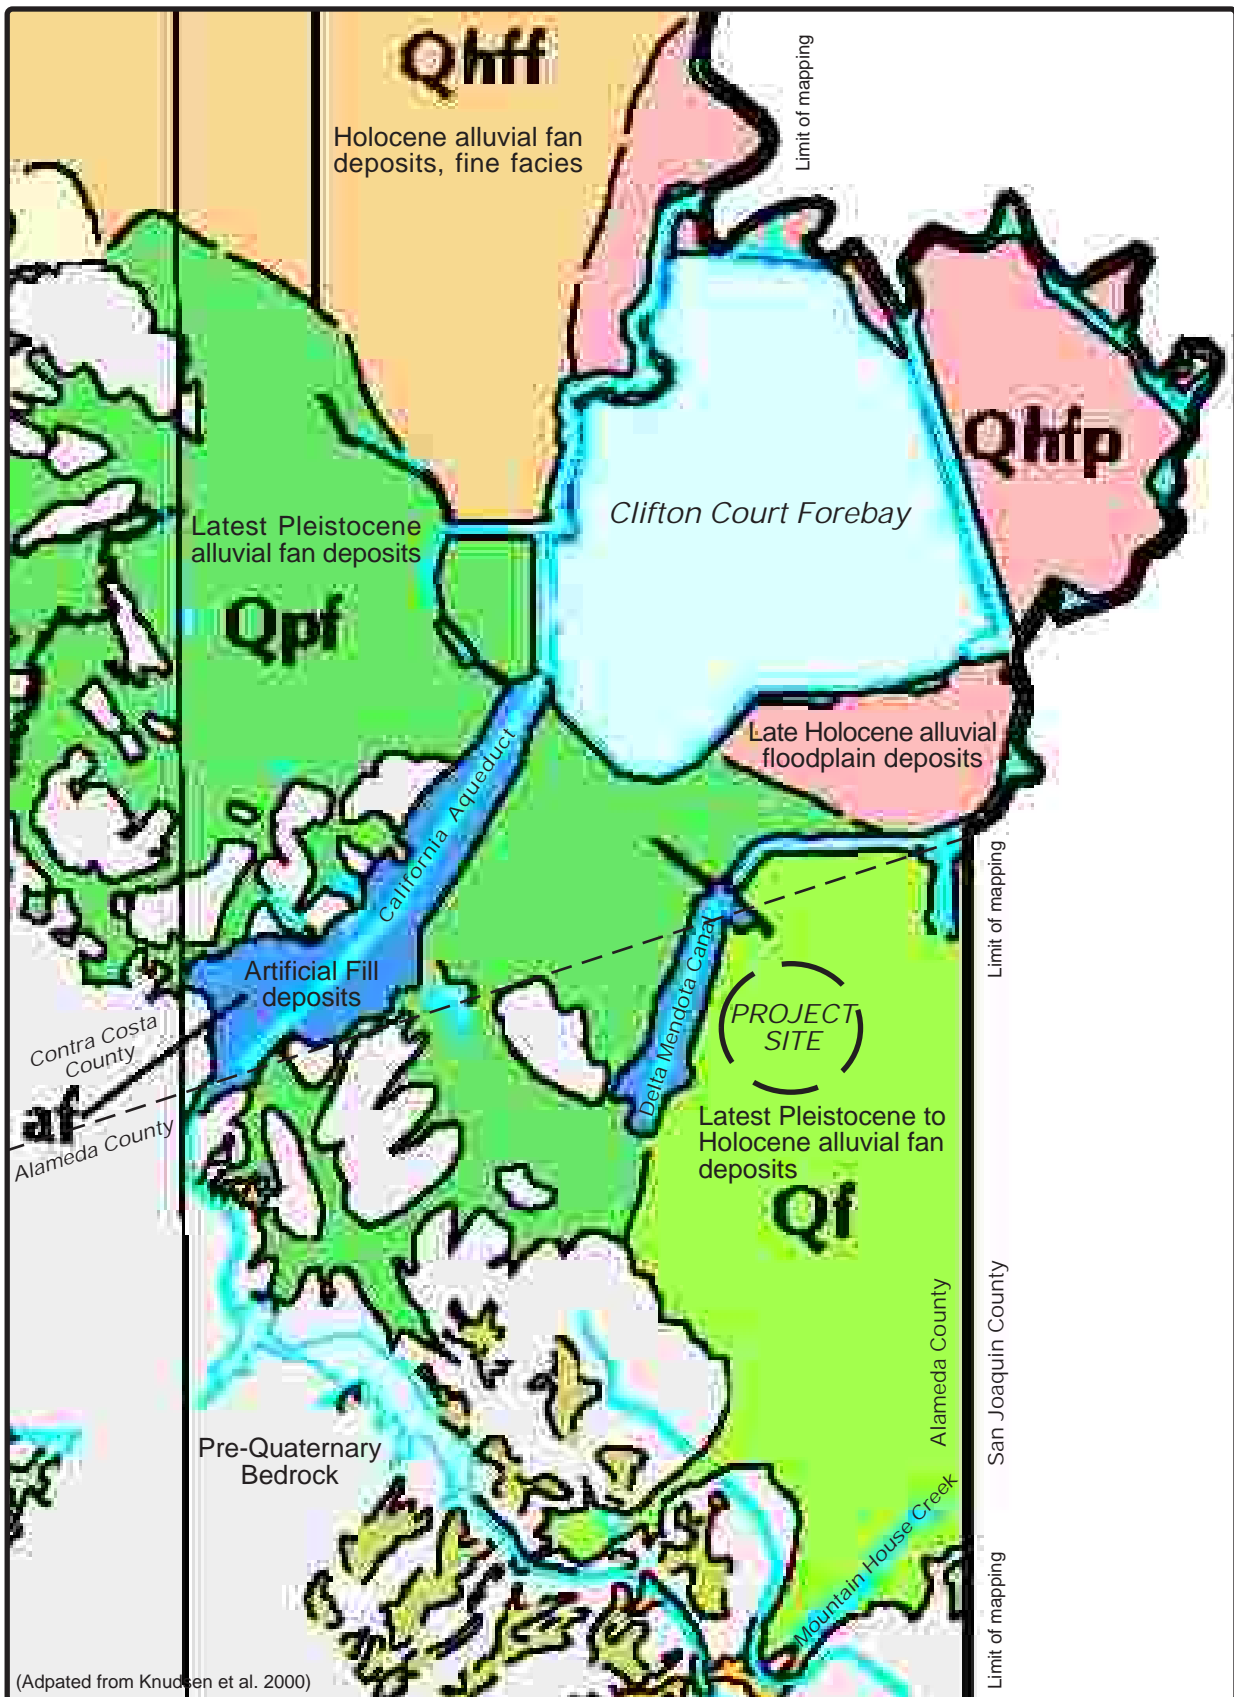 Qhff
Holocene alluvial fan
deposits, fine facies
Limit of mapping
Qhfp
Clifton Court Forebay
Latest Pleistocene
alluvial fan deposits
Qpf
Late Holocene alluvial
floodplain deposits
California Aqueduct
Limit of mapping
Artificial Fill
deposits
Delta Mendota Canal
PROJECT
SITE
Contra Costa
County
af
Alameda County
Latest Pleistocene to
Holocene alluvial fan
deposits
Qf
Alameda County
San Joaquin County
Pre-Quaternary
Bedrock
Mountain House Creek
Limit of mapping
(Adpated from Knudsen et al. 2000)